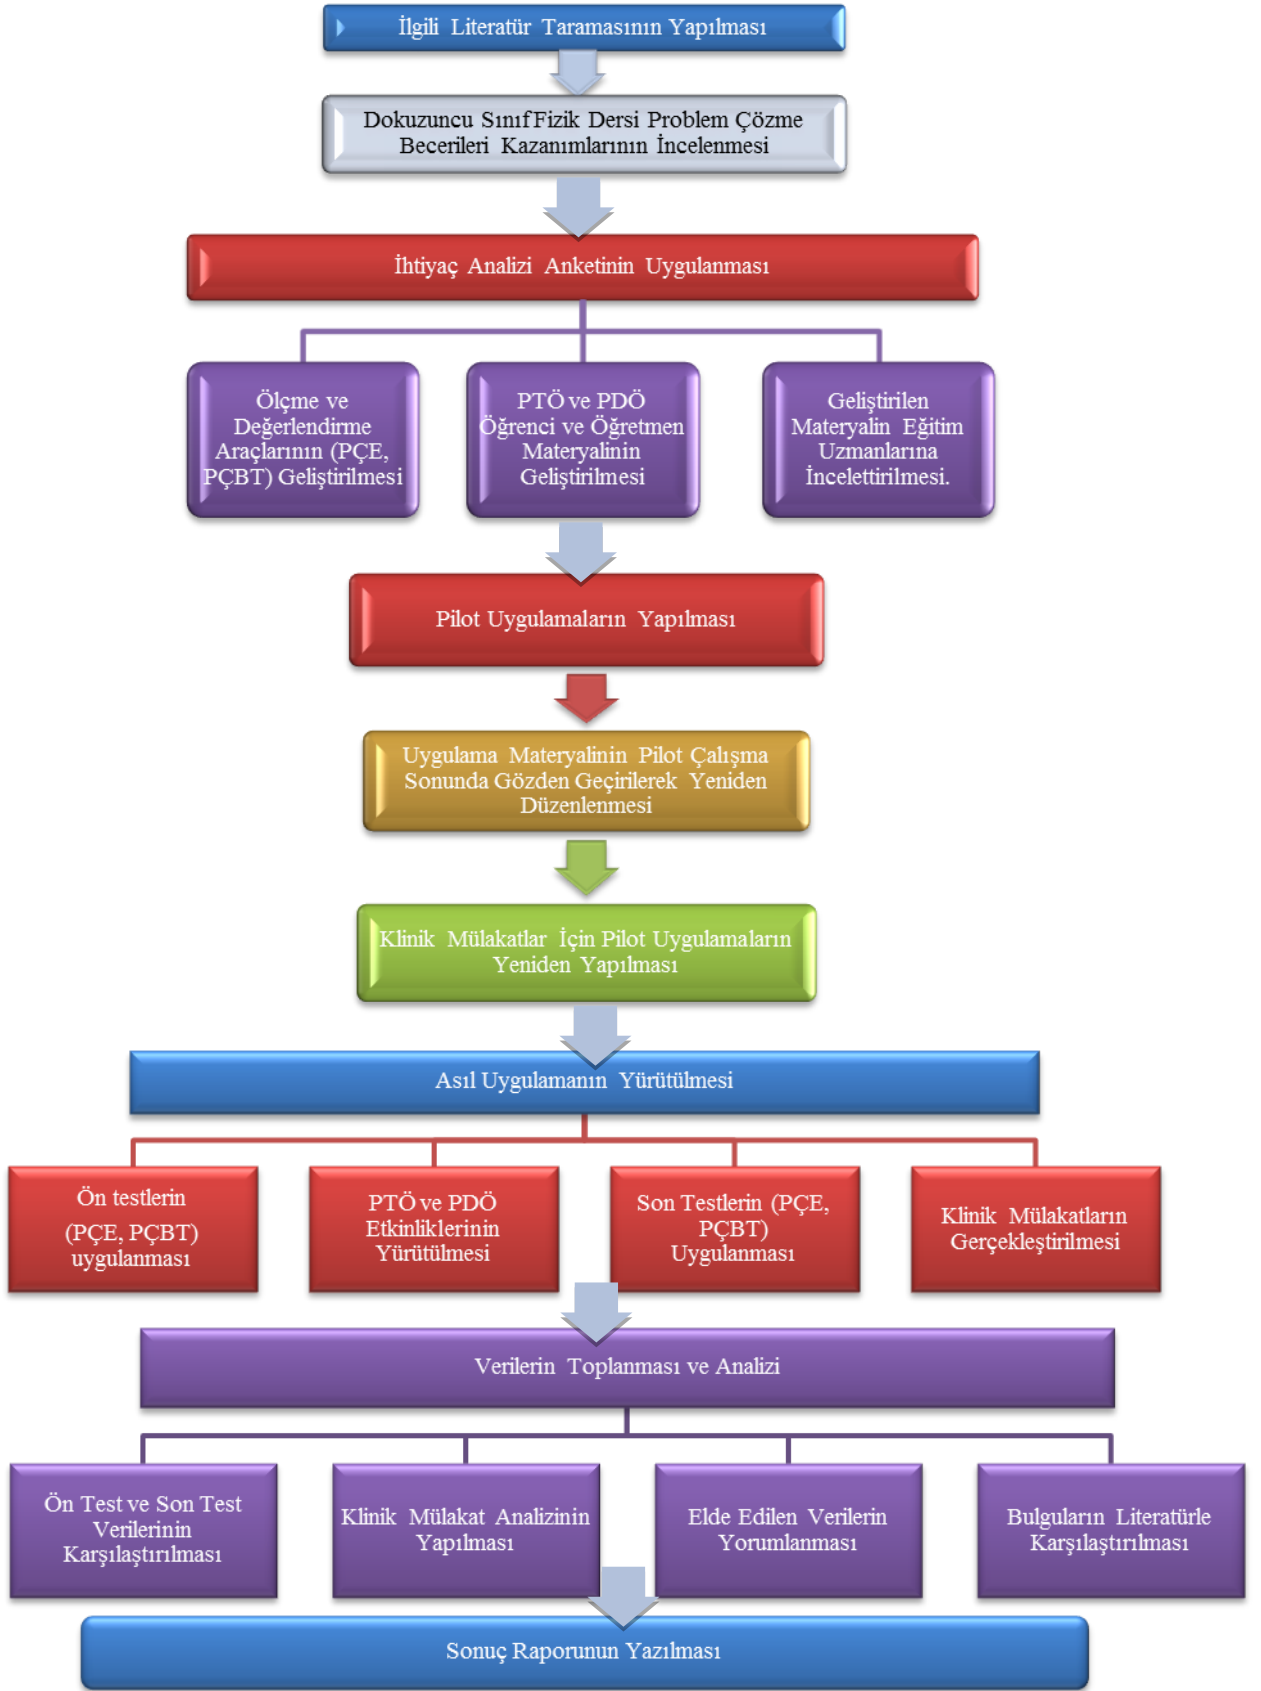 İlgili Literatür Taramasının Yapılması
Dokuzuncu Sınıf Fizik Dersi Problem Çözme
Becerileri Kazanımlarının İncelenmesi
İhtiyaç Analizi Anketinin Uygulanması
Ölçme ve
Değerlendirme
Araçlarının (PÇE,
PÇBT) Geliştirilmesi
PTÖ ve PDÖ
Öğrenci ve Öğretmen
Materyalinin
Geliştirilmesi
Geliştirilen
Materyalin Eğitim
Uzmanlarına
İncelettirilmesi.
Pilot Uygulamaların Yapılması
Uygulama Materyalinin Pilot Çalışma
Sonunda Gözden Geçirilerek Yeniden
Düzenlenmesi
Klinik Mülakatlar İçin Pilot Uygulamaların
Yeniden Yapılması
Asıl Uygulamanın Yürütülmesi
Ön testlerin
(PÇE, PÇBT)
uygulanması
PTÖ ve PDÖ
Etkinliklerinin
Yürütülmesi
Son Testlerin (PÇE,
PÇBT)
Uygulanması
Klinik Mülakatların
Gerçekleştirilmesi
Verilerin Toplanması ve Analizi
Ön Test ve Son Test
Verilerinin
Karşılaştırılması
Klinik Mülakat Analizinin
Yapılması
Elde Edilen Verilerin
Yorumlanması
Bulguların Literatürle
Karşılaştırılması
Sonuç Raporunun Yazılması